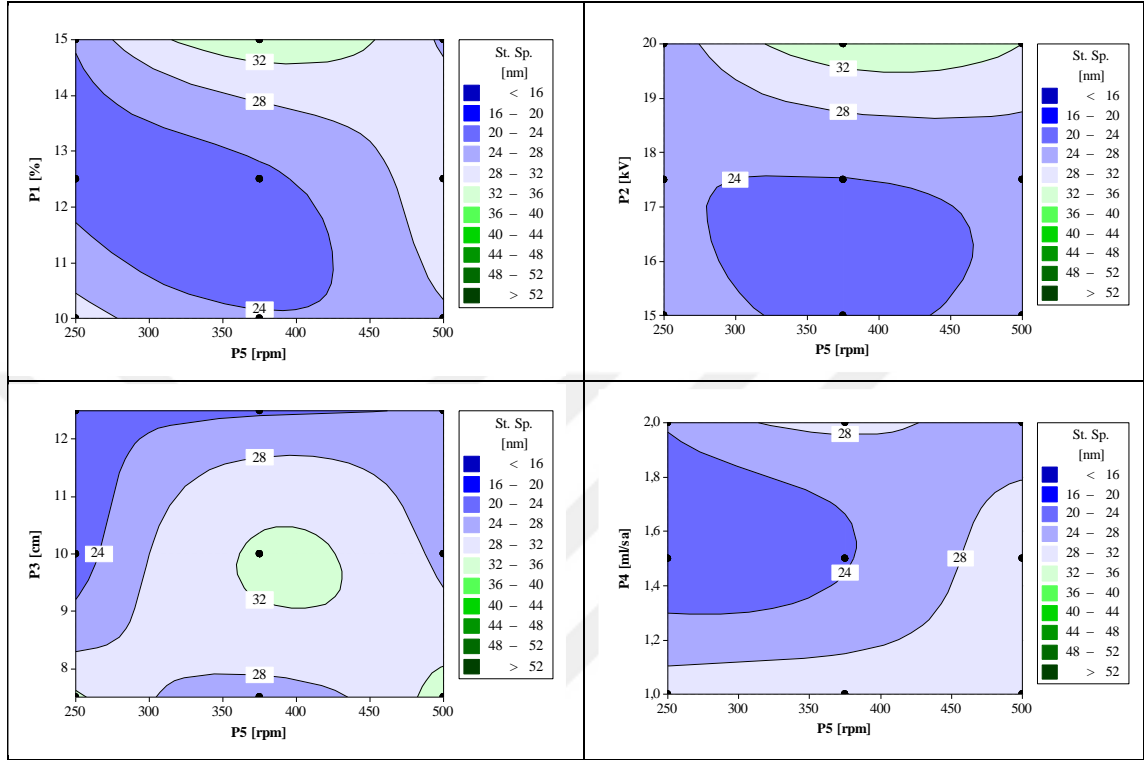 15
14
13
12
11
10
P1 [%]
32
28
24
250 300 350 400 450 500
P5 [rpm]
St. Sp.
[nm]
< 16
16 – 20
20 – 24
24 – 28
28 – 32
32 – 36
36 – 40
40 – 44
44 – 48
48 – 52
> 52
20
19
18
17
16
15
P2 [kV]
32
28
24
250 300 350 400 450 500
P5 [rpm]
St. Sp.
[nm]
< 16
16 – 20
20 – 24
24 – 28
28 – 32
32 – 36
36 – 40
40 – 44
44 – 48
48 – 52
> 52
12
11
10
9
8
P3 [cm]
28
24
32
28
250 300 350 400 450 500
P5 [rpm]
St. Sp.
[nm]
< 16
16 – 20
20 – 24
24 – 28
28 – 32
32 – 36
36 – 40
40 – 44
44 – 48
48 – 52
> 52
2,0
1,8
1,6
1,4
1,2
1,0
P4 [ml/sa]
28
28
24
250 300 350 400 450 500
P5 [rpm]
St. Sp.
[nm]
< 16
16 – 20
20 – 24
24 – 28
28 – 32
32 – 36
36 – 40
40 – 44
44 – 48
48 – 52
> 52